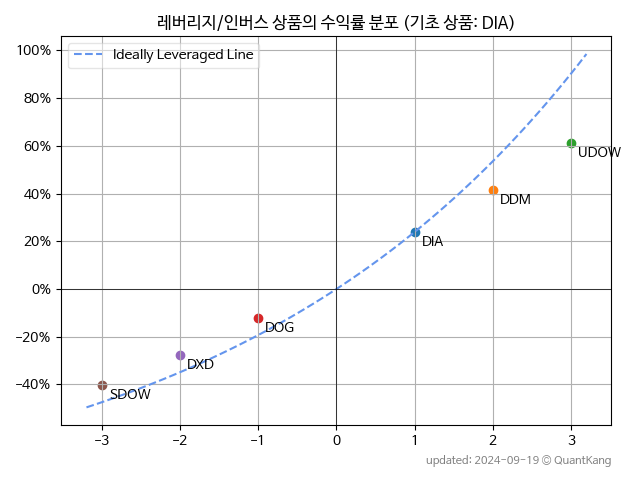 레버리지/인버스 상품의 수익률 분포 (기초 상품: DIA)
Ideally Leveraged Line
100%
80%
60%
40%
20%
0%
−20%
−40%
UDOW
DDM
DIA
DOG
DXD
SDOW
−3 −2 −1 0 1 2 3
updated: 2024-09-19 © QuantKang